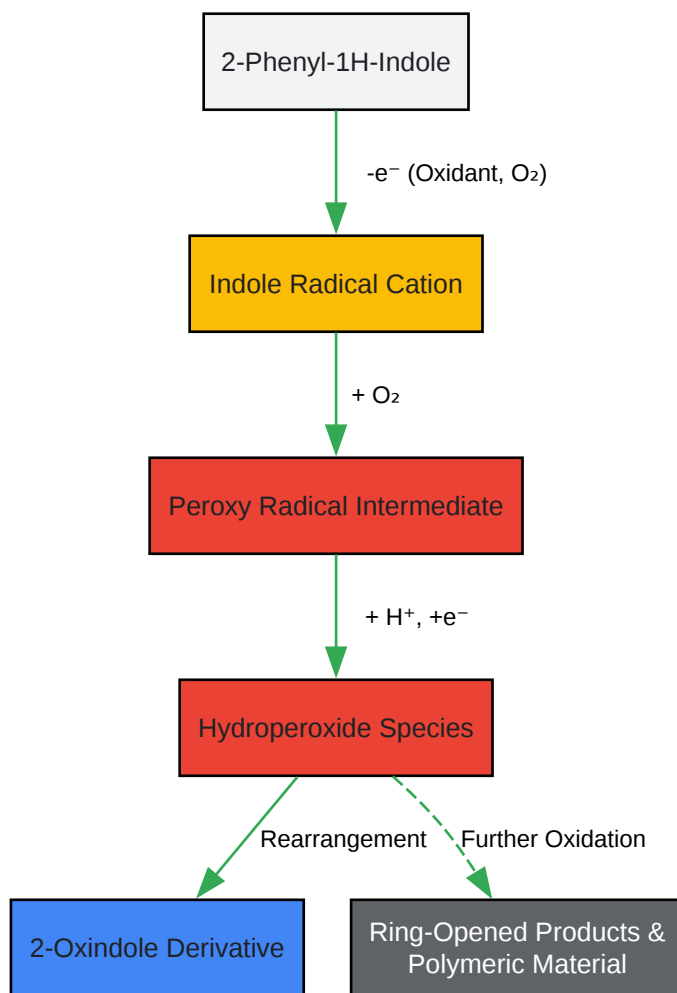 2-Phenyl-1H-Indole
-e⁻ (Oxidant, O₂)
Indole Radical Cation
+ O₂
Peroxy Radical Intermediate
+ H⁺, +e⁻
Hydroperoxide Species
Rearrangement
Further Oxidation
2-Oxindole Derivative
Ring-Opened Products &
Polymeric Material